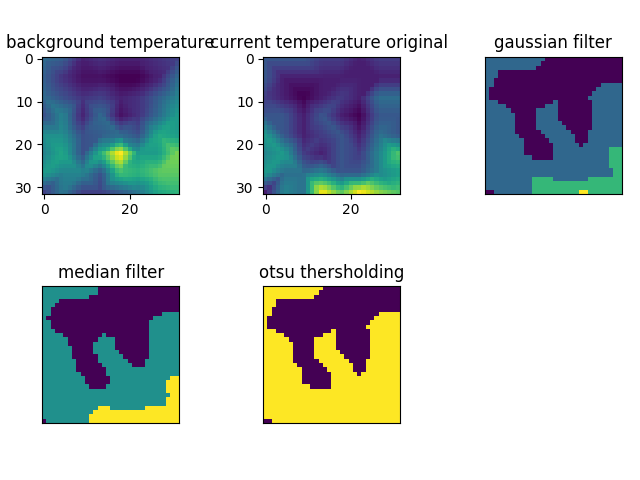 background temperature
current temperature original
gaussian filter
0
10
20
30
0
20
0
10
20
30
0
20
median filter
otsu thersholding